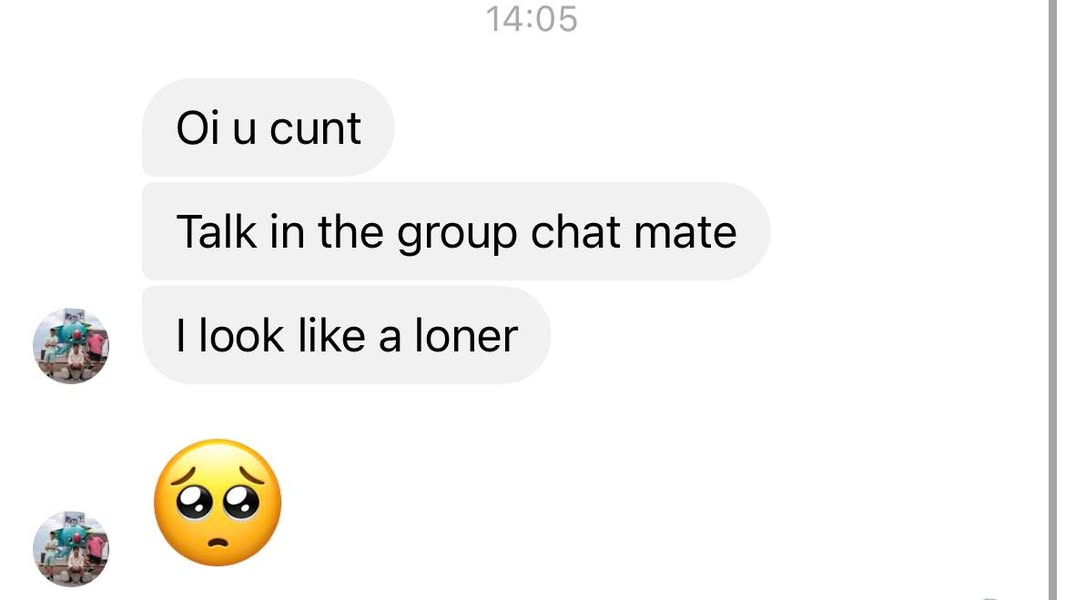 14:05
Oi u cunt
Talk in the group chat mate
I look like a loner
🥺